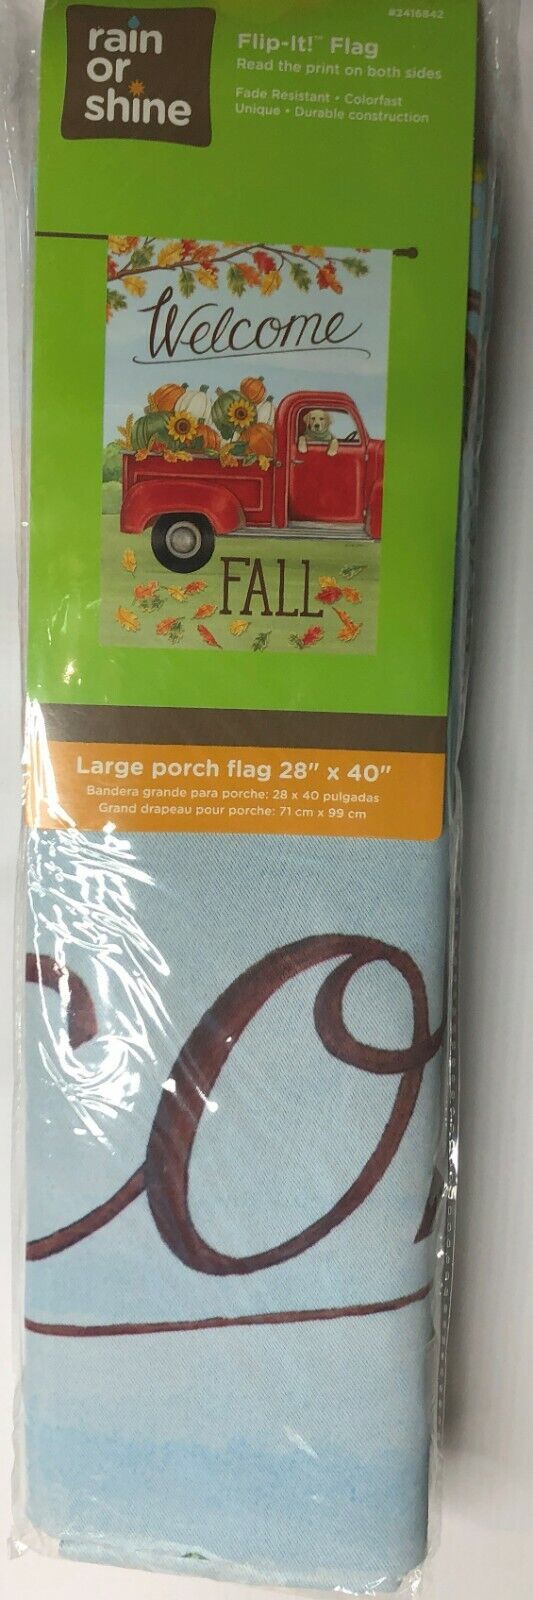 rain
or
shine
#2416842
Flip-It!™ Flag
Read the print on both sides
Fade Resistant • Colorfast
Unique • Durable construction
Welcome
FALL
Large porch flag 28" x 40"
Bandera grande para porche: 28 x 40 pulgadas
Grand drapeau pour porche: 71 cm x 99 cm
co